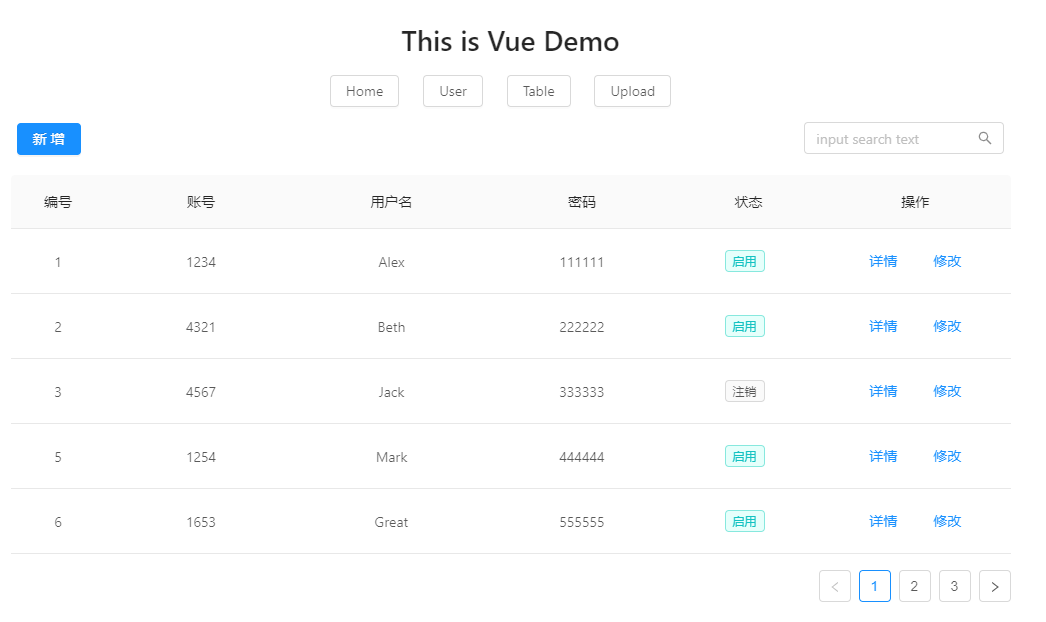 This is Vue Demo
Home User Table Upload
新增 input search text
编号 账号 用户名 密码 状态 操作
1 1234 Alex 111111 启用 详情 修改
2 4321 Beth 222222 启用 详情 修改
3 4567 Jack 333333 注销 详情 修改
5 1254 Mark 444444 启用 详情 修改
6 1653 Great 555555 启用 详情 修改
< 1 2 3 >